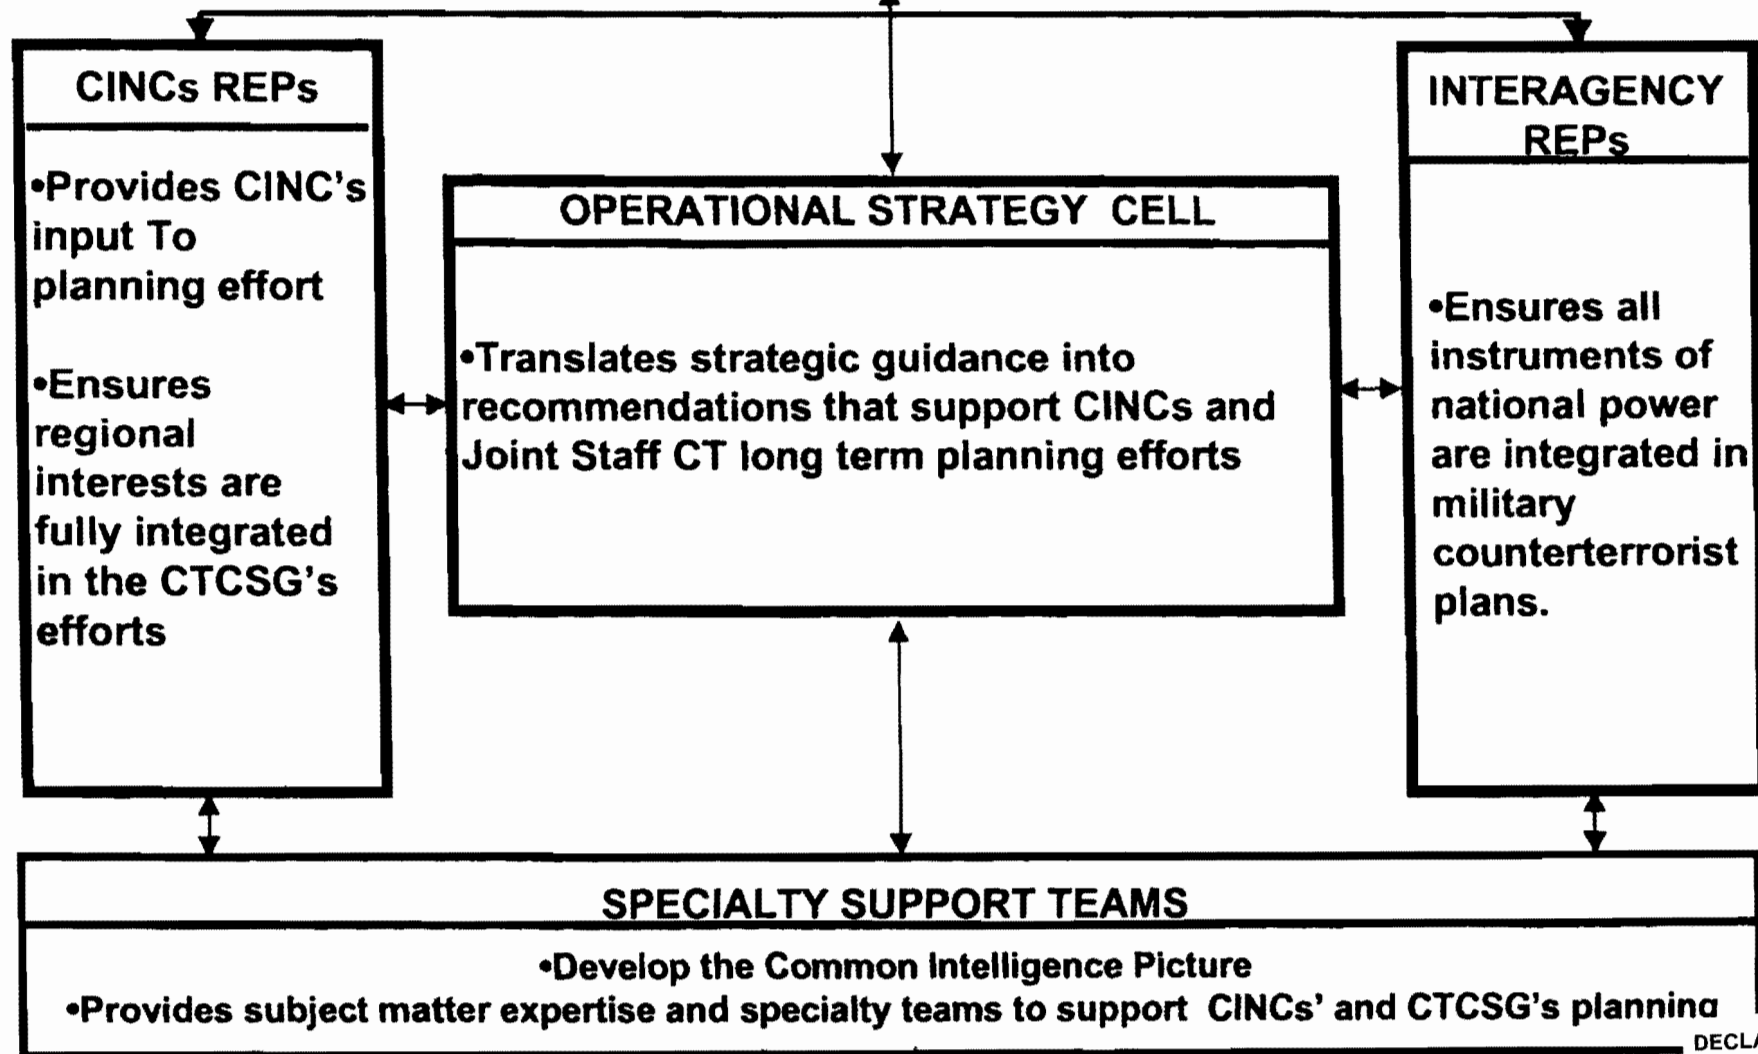 CINCs REPs
•Provides CINC's
input To
planning effort
•Ensures
regional
interests are
fully integrated
in the CTCSG's
efforts
OPERATIONAL STRATEGY CELL
•Translates strategic guidance into
recommendations that support CINCs and
Joint Staff CT long term planning efforts
INTERAGENCY
REPs
•Ensures all
instruments of
national power
are integrated in
military
counterterrorist
plans.
SPECIALTY SUPPORT TEAMS
•Develop the Common Intelligence Picture
•Provides subject matter expertise and specialty teams to support CINCs' and CTCSG's planning